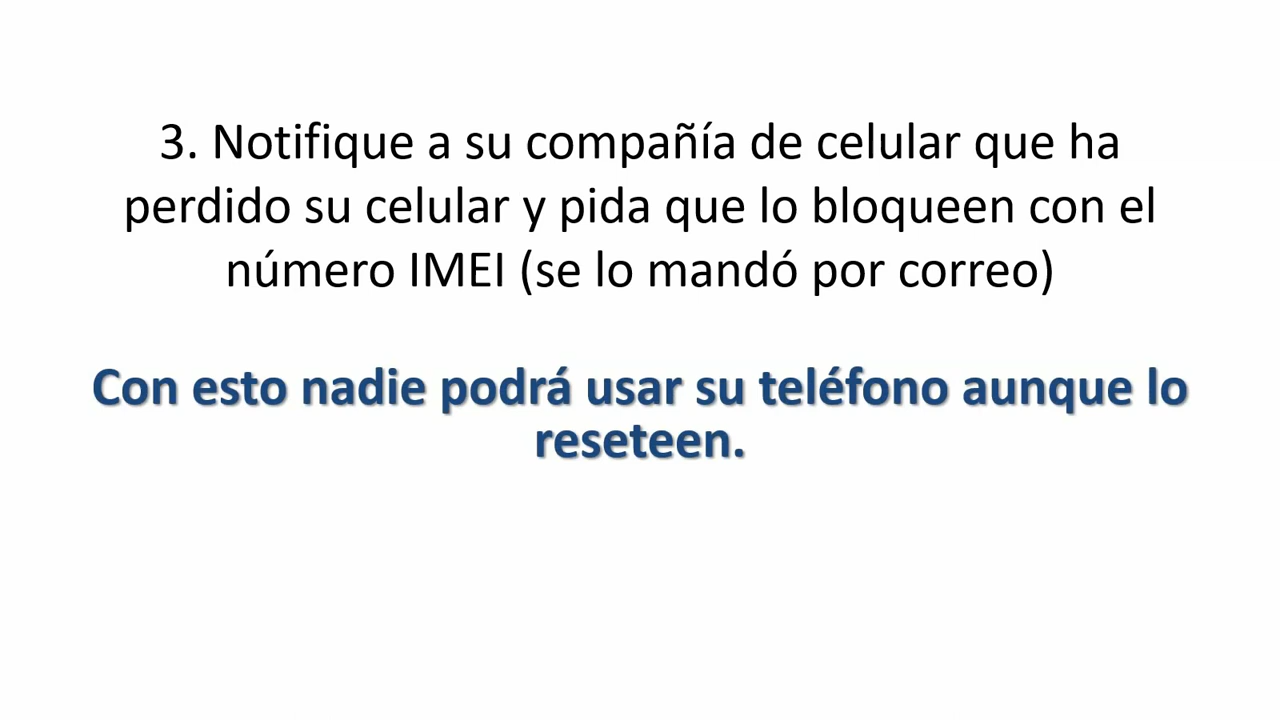 3. Notifique a su compañía de celular que ha
perdido su celular y pida que lo bloqueen con el
número IMEI (se lo mandó por correo)
Con esto nadie podrá usar su teléfono aunque lo
reseteen.